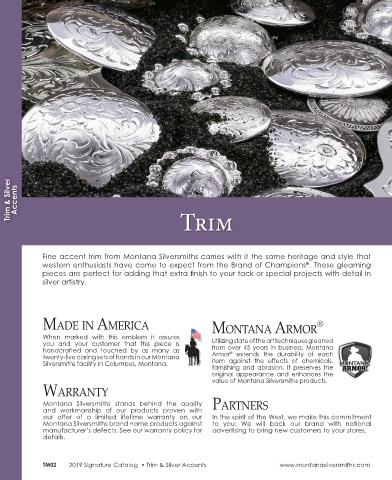 Trim & Silver
Accents
TRIM
Fine accent trim from Montana Silversmiths carries with it the same heritage and style that
western enthusiasts have come to expect from the Brand of Champions®. These gleaming
pieces are perfect for adding that extra finish to your tack or special projects with detail in
silver artistry.
MADE IN AMERICA
When marked with this emblem it assures
you and your customer that this piece is
handcrafted and touched by as many as
twenty-five caring sets of hands in our Montana
Silversmiths facility in Columbus, Montana.
WARRANTY
Montana Silversmiths stands behind the quality
and workmanship of our products proven with
our offer of a limited lifetime warranty on our
Montana Silversmiths brand name products against
manufacturer's defects. See our warranty policy for
details.
MONTANA ARMOR®
Utilizing state of the art techniques gleaned
from over 45 years in business, Montana
Armor® extends the durability of each
item against the effects of chemicals,
tarnishing and abrasion. It preserves the
original appearance and enhances the
value of Montana Silversmiths products.
MONTANA
ARMOR
PARTNERS
In the spirit of the West, we make this commitment
to you: We will back our brand with national
advertising to bring new customers to your stores.
TM02 2019 Signature Catalog • Trim & Silver Accents www.montanasilversmiths.com